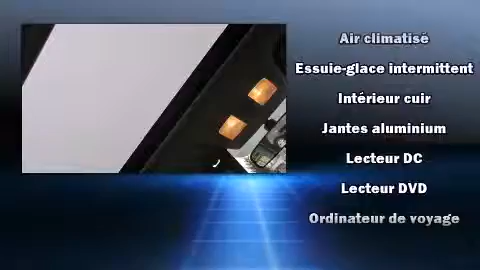 Air climatisé
Essuie-glace intermittent
Intérieur cuir
Jantes aluminium
Lecteur DC
Lecteur DVD
Ordinateur de voyage